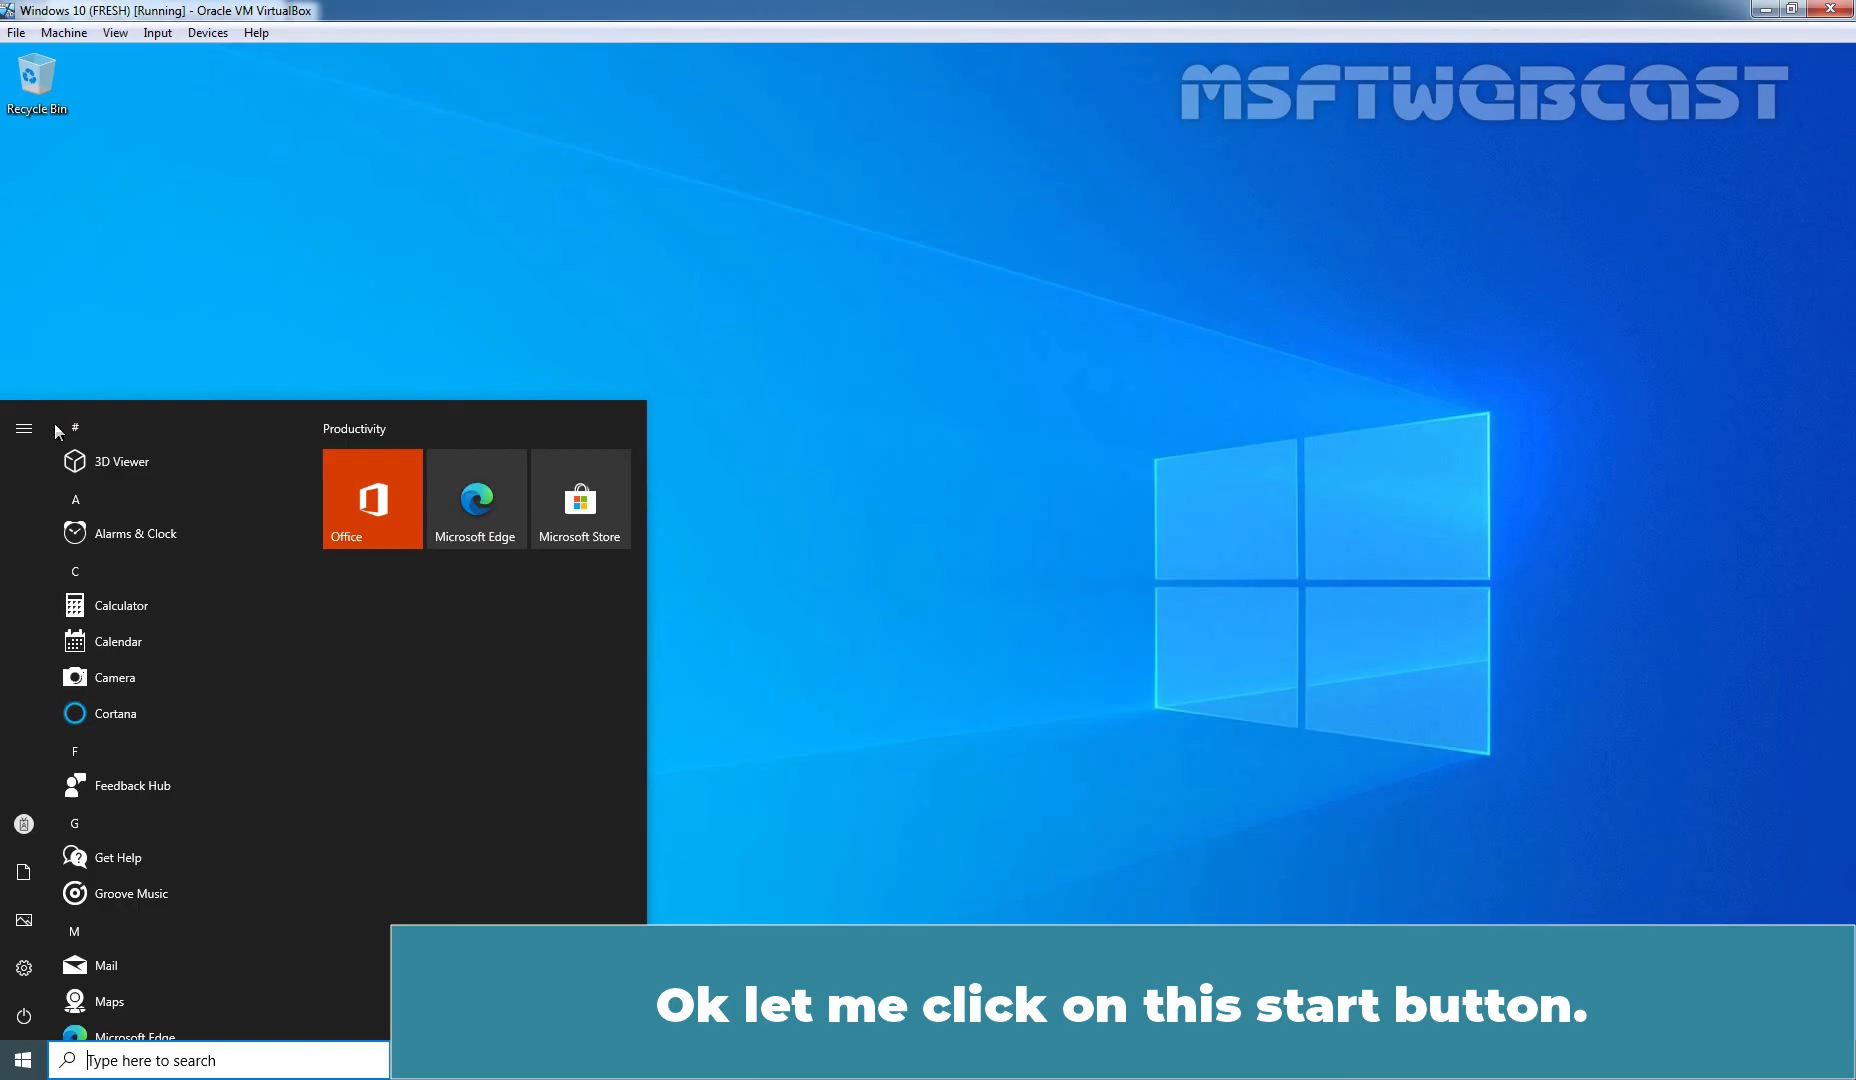 Windows 10 (FRESH) [Running] - Oracle VM VirtualBox
File Machine View Input Devices Help
Recycle Bin
MSFTWEBCAST
#
Productivity
3D Viewer
A
Office
Microsoft Edge
Microsoft Store
Alarms & Clock
C
Calculator
Calendar
Camera
Cortana
F
Feedback Hub
G
Get Help
Groove Music
M
Mail
Maps
Microsoft Edge
Ok let me click on this start button.
Type here to search